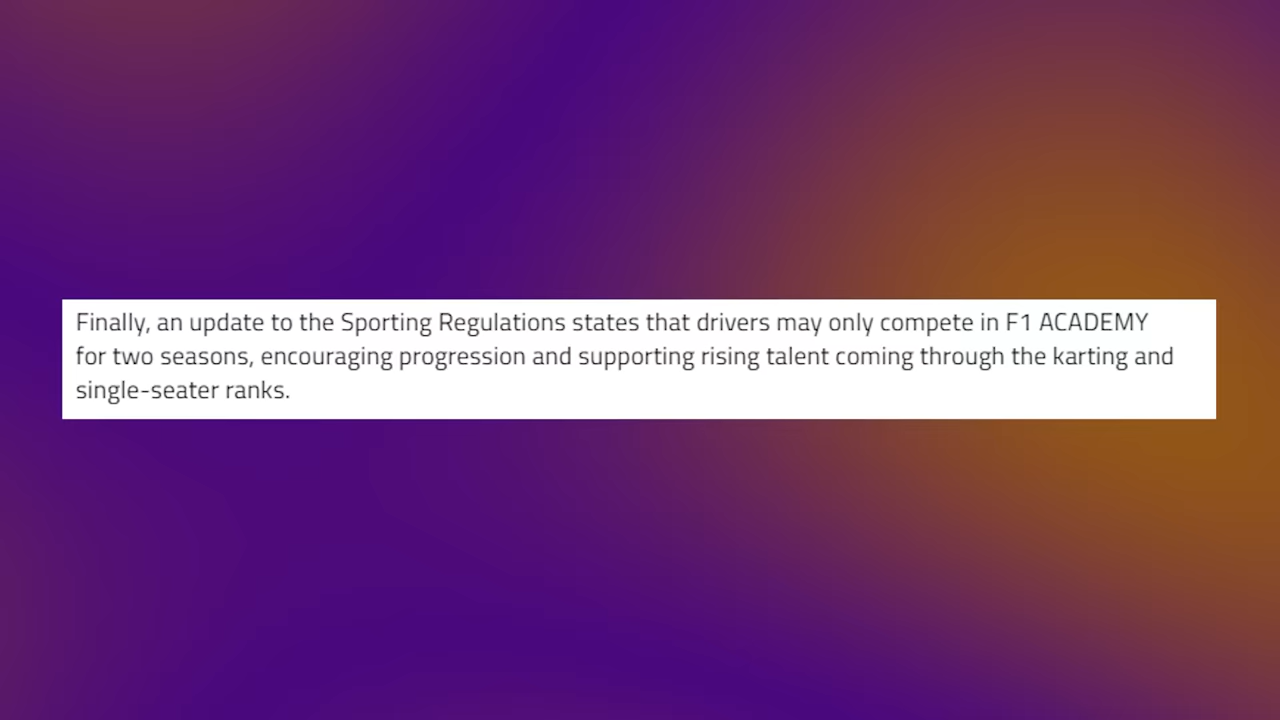 Finally, an update to the Sporting Regulations states that drivers may only compete in F1 ACADEMY
for two seasons, encouraging progression and supporting rising talent coming through the karting and
single-seater ranks.